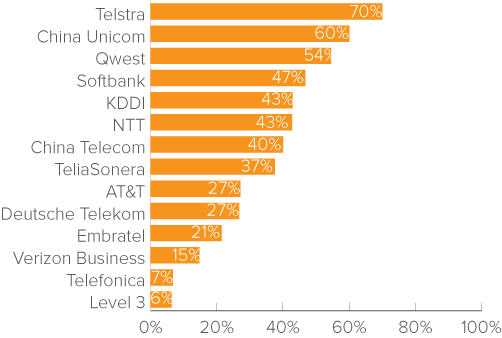 Telstra 70%
China Unicom 60%
Qwest 54%
Softbank 47%
KDDI 43%
NTT 43%
China Telecom 40%
TeliaSonera 37%
AT&T 27%
Deutsche Telekom 27%
Embratel 21%
Verizon Business 15%
Telefonica 7%
Level 3 6%
0% 20% 40% 60% 80% 100%